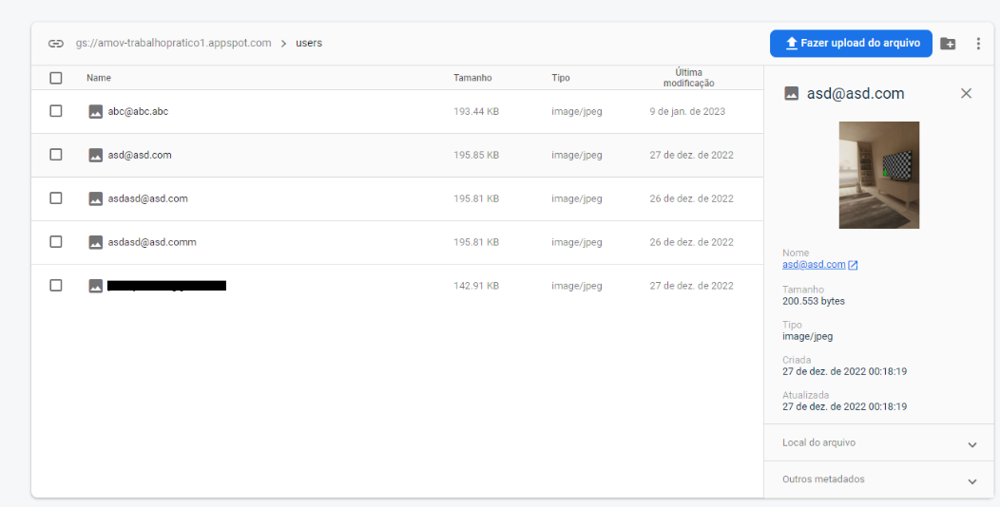 gs://amov-trabalhopratico1.appspot.com > users
Fazer upload do arquivo
Name Tamanho Tipo Última modificação
abc@abc.abc 193.44 KB image/jpeg 9 de jan. de 2023
asd@asd.com 195.85 KB image/jpeg 27 de dez. de 2022
asdasd@asd.com 195.81 KB image/jpeg 26 de dez. de 2022
asdasd@asd.comm 195.81 KB image/jpeg 26 de dez. de 2022
142.91 KB image/jpeg 27 de dez. de 2022
asd@asd.com
Nome
asd@asd.com
Tamanho
200.553 bytes
Tipo
image/jpeg
Criada
27 de dez. de 2022 00:18:19
Atualizada
27 de dez. de 2022 00:18:19
Local do arquivo
Outros metadados